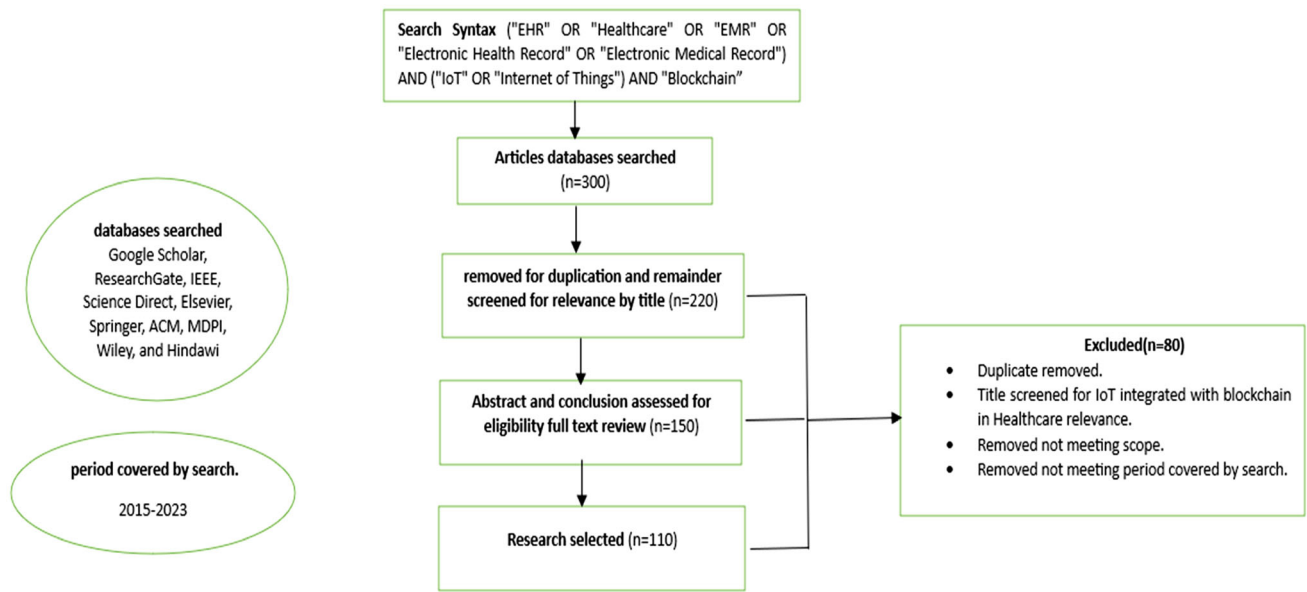 Search Syntax ("EHR" OR "Healthcare" OR "EMR" OR
"Electronic Health Record" OR "Electronic Medical Record")
AND ("IoT" OR "Internet of Things") AND "Blockchain”
Articles databases searched
(n=300)
databases searched
Google Scholar,
ResearchGate, IEEE,
Science Direct, Elsevier,
Springer, ACM, MDPI,
Wiley, and Hindawi
removed for duplication and remainder
screened for relevance by title (n=220)
Abstract and conclusion assessed for
eligibility full text review (n=150)
Research selected (n=110)
period covered by search.
2015-2023
Excluded(n=80)
• Duplicate removed.
• Title screened for IoT integrated with blockchain
in Healthcare relevance.
• Removed not meeting scope.
• Removed not meeting period covered by search.